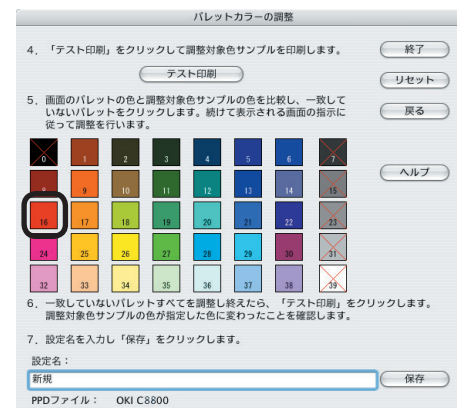 パレットカラーの調整
4. 「テスト印刷」をクリックして調整対象色サンプルを印刷します。
終了
テスト印刷
リセット
5. 画面のパレットの色と調整対象色サンプルの色を比較し、一致して
いないパレットをクリックします。続けて表示される画面の指示に
従って調整を行います。
戻る
0 1 2 3 4 5 6 7
ヘルプ
8 9 10 11 12 13 14 15
16 17 18 19 20 21 22 23
24 25 26 27 28 29 30 31
32 33 34 35 36 37 38 39
6. 一致していないパレットすべてを調整し終えたら、「テスト印刷」をクリックします。
調整対象色サンプルの色が指定した色に変わったことを確認します。
7. 設定名を入力し「保存」をクリックします。
設定名：
新規
保存
PPDファイル： OKI C8800